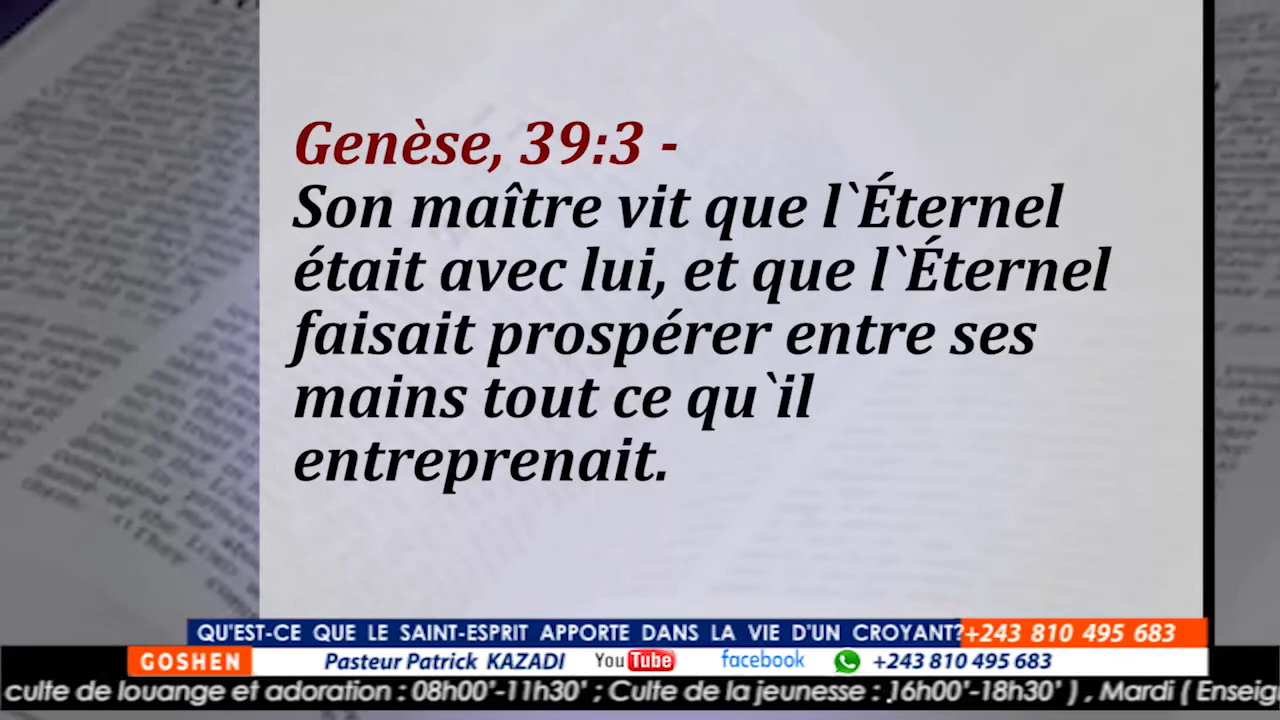 Genèse, 39:3 -
Son maître vit que l`Éternel
était avec lui, et que l`Éternel
faisait prospérer entre ses
mains tout ce qu`il
entreprenait.
QU'EST-CE QUE LE SAINT-ESPRIT APPORTE DANS LA VIE D'UN CROYANT? +243 810 495 683
GOSHEN Pasteur Patrick KAZADI YouTube facebook +243 810 495 683
culte de louange et adoration : 08h00'-11h30' ; Culte de la jeunesse : 16h00'-18h30' ) , Mardi ( Enseig